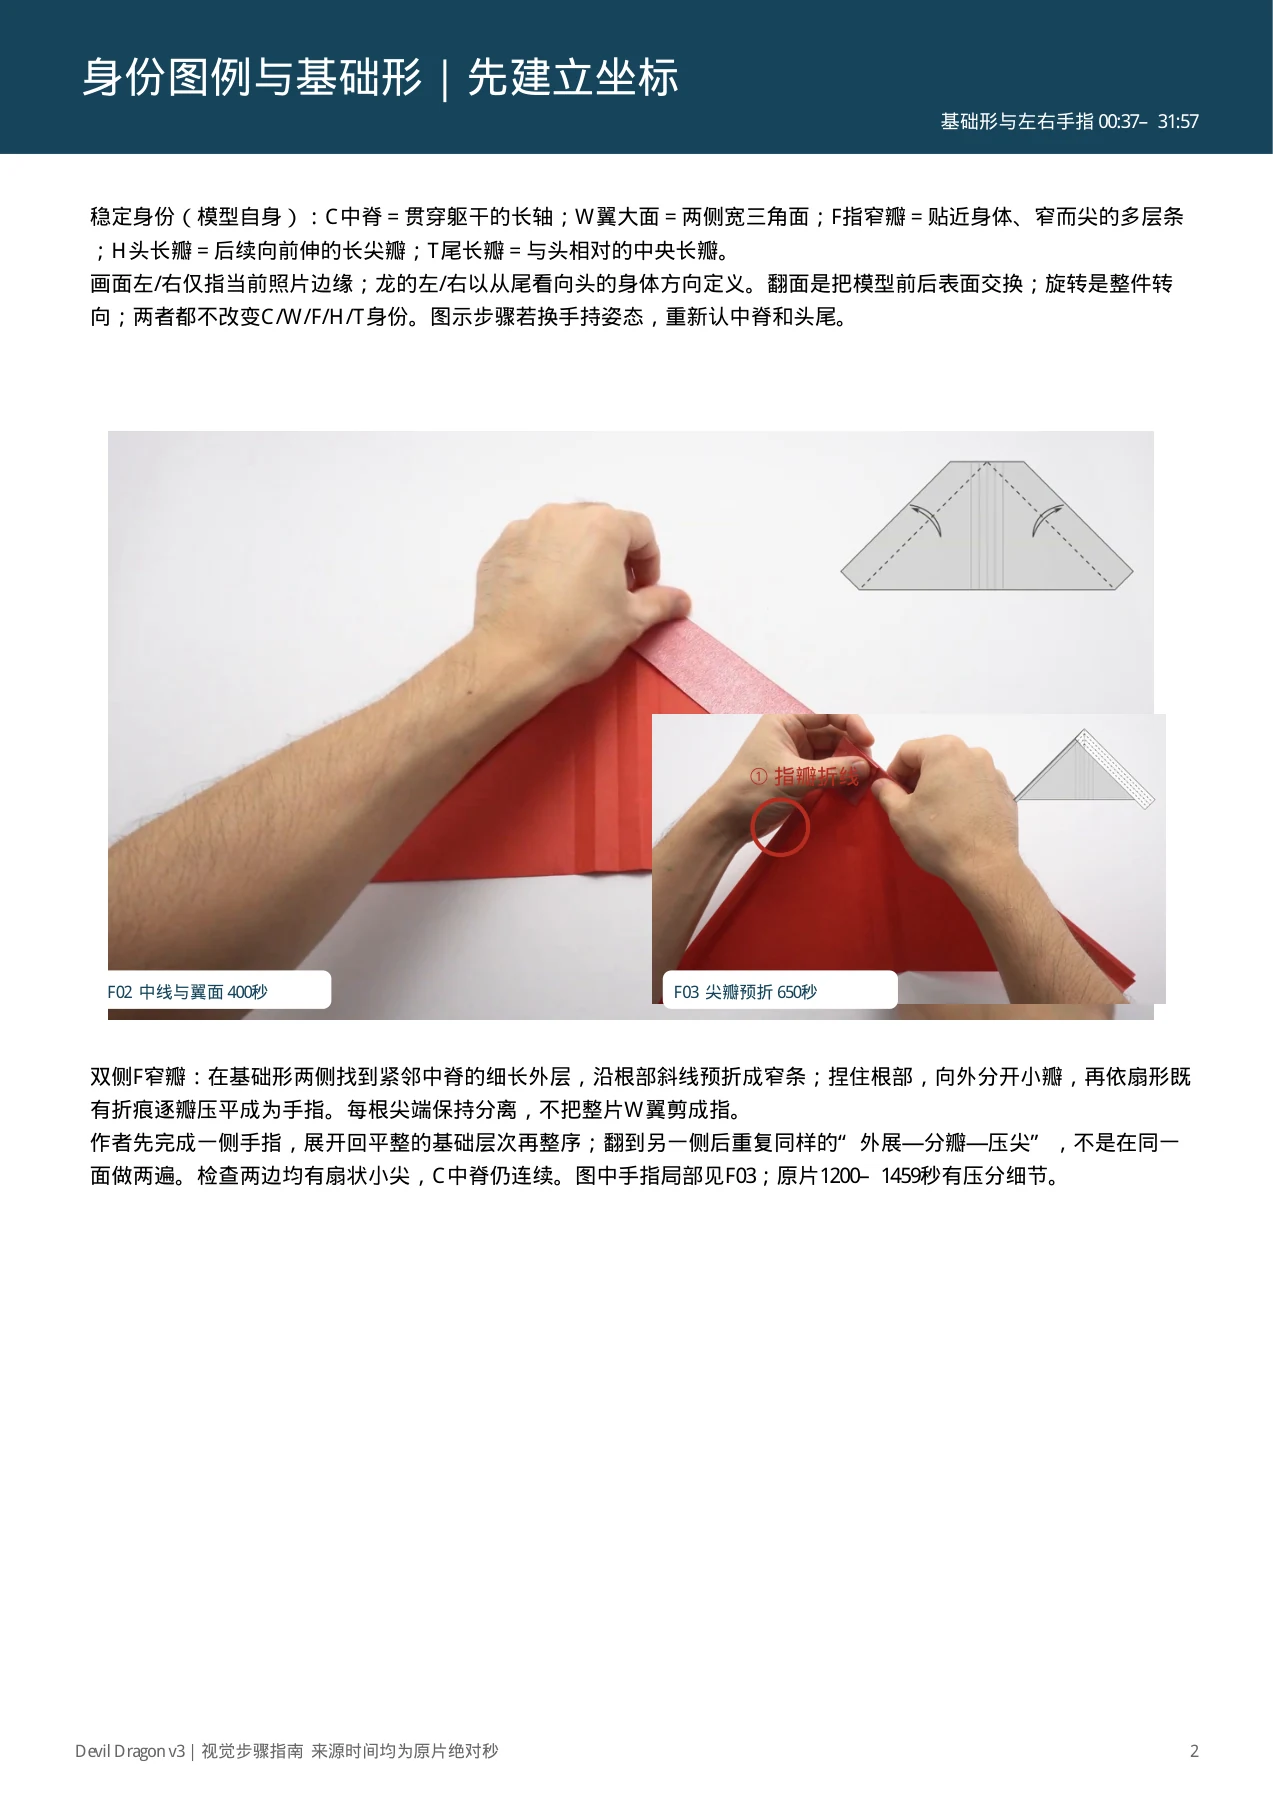 身份图例与基础形 | 先建立坐标
基础形与左右手指 00:37– 31:57
稳定身份（模型自身）：C中脊 = 贯穿躯干的长轴；W翼大面 = 两侧宽三角面；F指窄瓣 = 贴近身体、窄而尖的多层条
；H头长瓣 = 后续向前伸的长尖瓣；T尾长瓣 = 与头相对的中央长瓣。
画面左/右仅指当前照片边缘；龙的左/右以从尾看向头的身体方向定义。翻面是把模型前后表面交换；旋转是整件转
向；两者都不改变C/W/F/H/T身份。图示步骤若换手持姿态，重新认中脊和头尾。
① 指瓣折线
F02 中线与翼面 400秒
F03 尖瓣预折 650秒
双侧F窄瓣：在基础形两侧找到紧邻中脊的细长外层，沿根部斜线预折成窄条；捏住根部，向外分开小瓣，再依扇形既
有折痕逐瓣压平成为手指。每根尖端保持分离，不把整片W翼剪成指。
作者先完成一侧手指，展开回平整的基础层次再整序；翻到另一侧后重复同样的“ 外展—分瓣—压尖” ，不是在同一
面做两遍。检查两边均有扇状小尖，C中脊仍连续。图中手指局部见F03；原片1200– 1459秒有压分细节。
Devil Dragon v3 | 视觉步骤指南 来源时间均为原片绝对秒
2